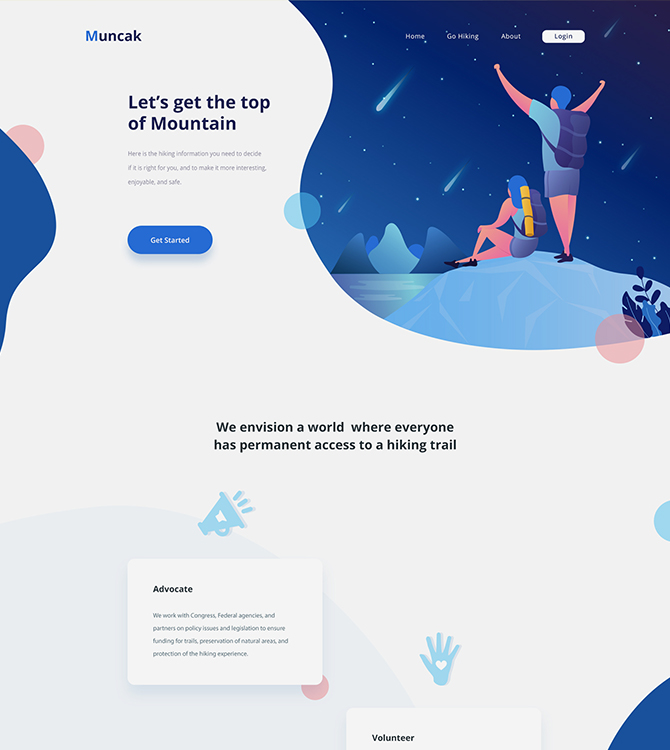 Muncak
Home
Go Hiking
About
Login
Let's get the top
of Mountain
Here is the hiking information you need to decide
if it is right for you, and to make it more interesting,
enjoyable, and safe.
Get Started
We envision a world  where everyone
has permanent access to a hiking trail
Advocate
We work with Congress, Federal agencies, and
partners on policy issues and legislation to ensure
funding for trails, preservation of natural areas, and
protection of the hiking experience.
Volunteer